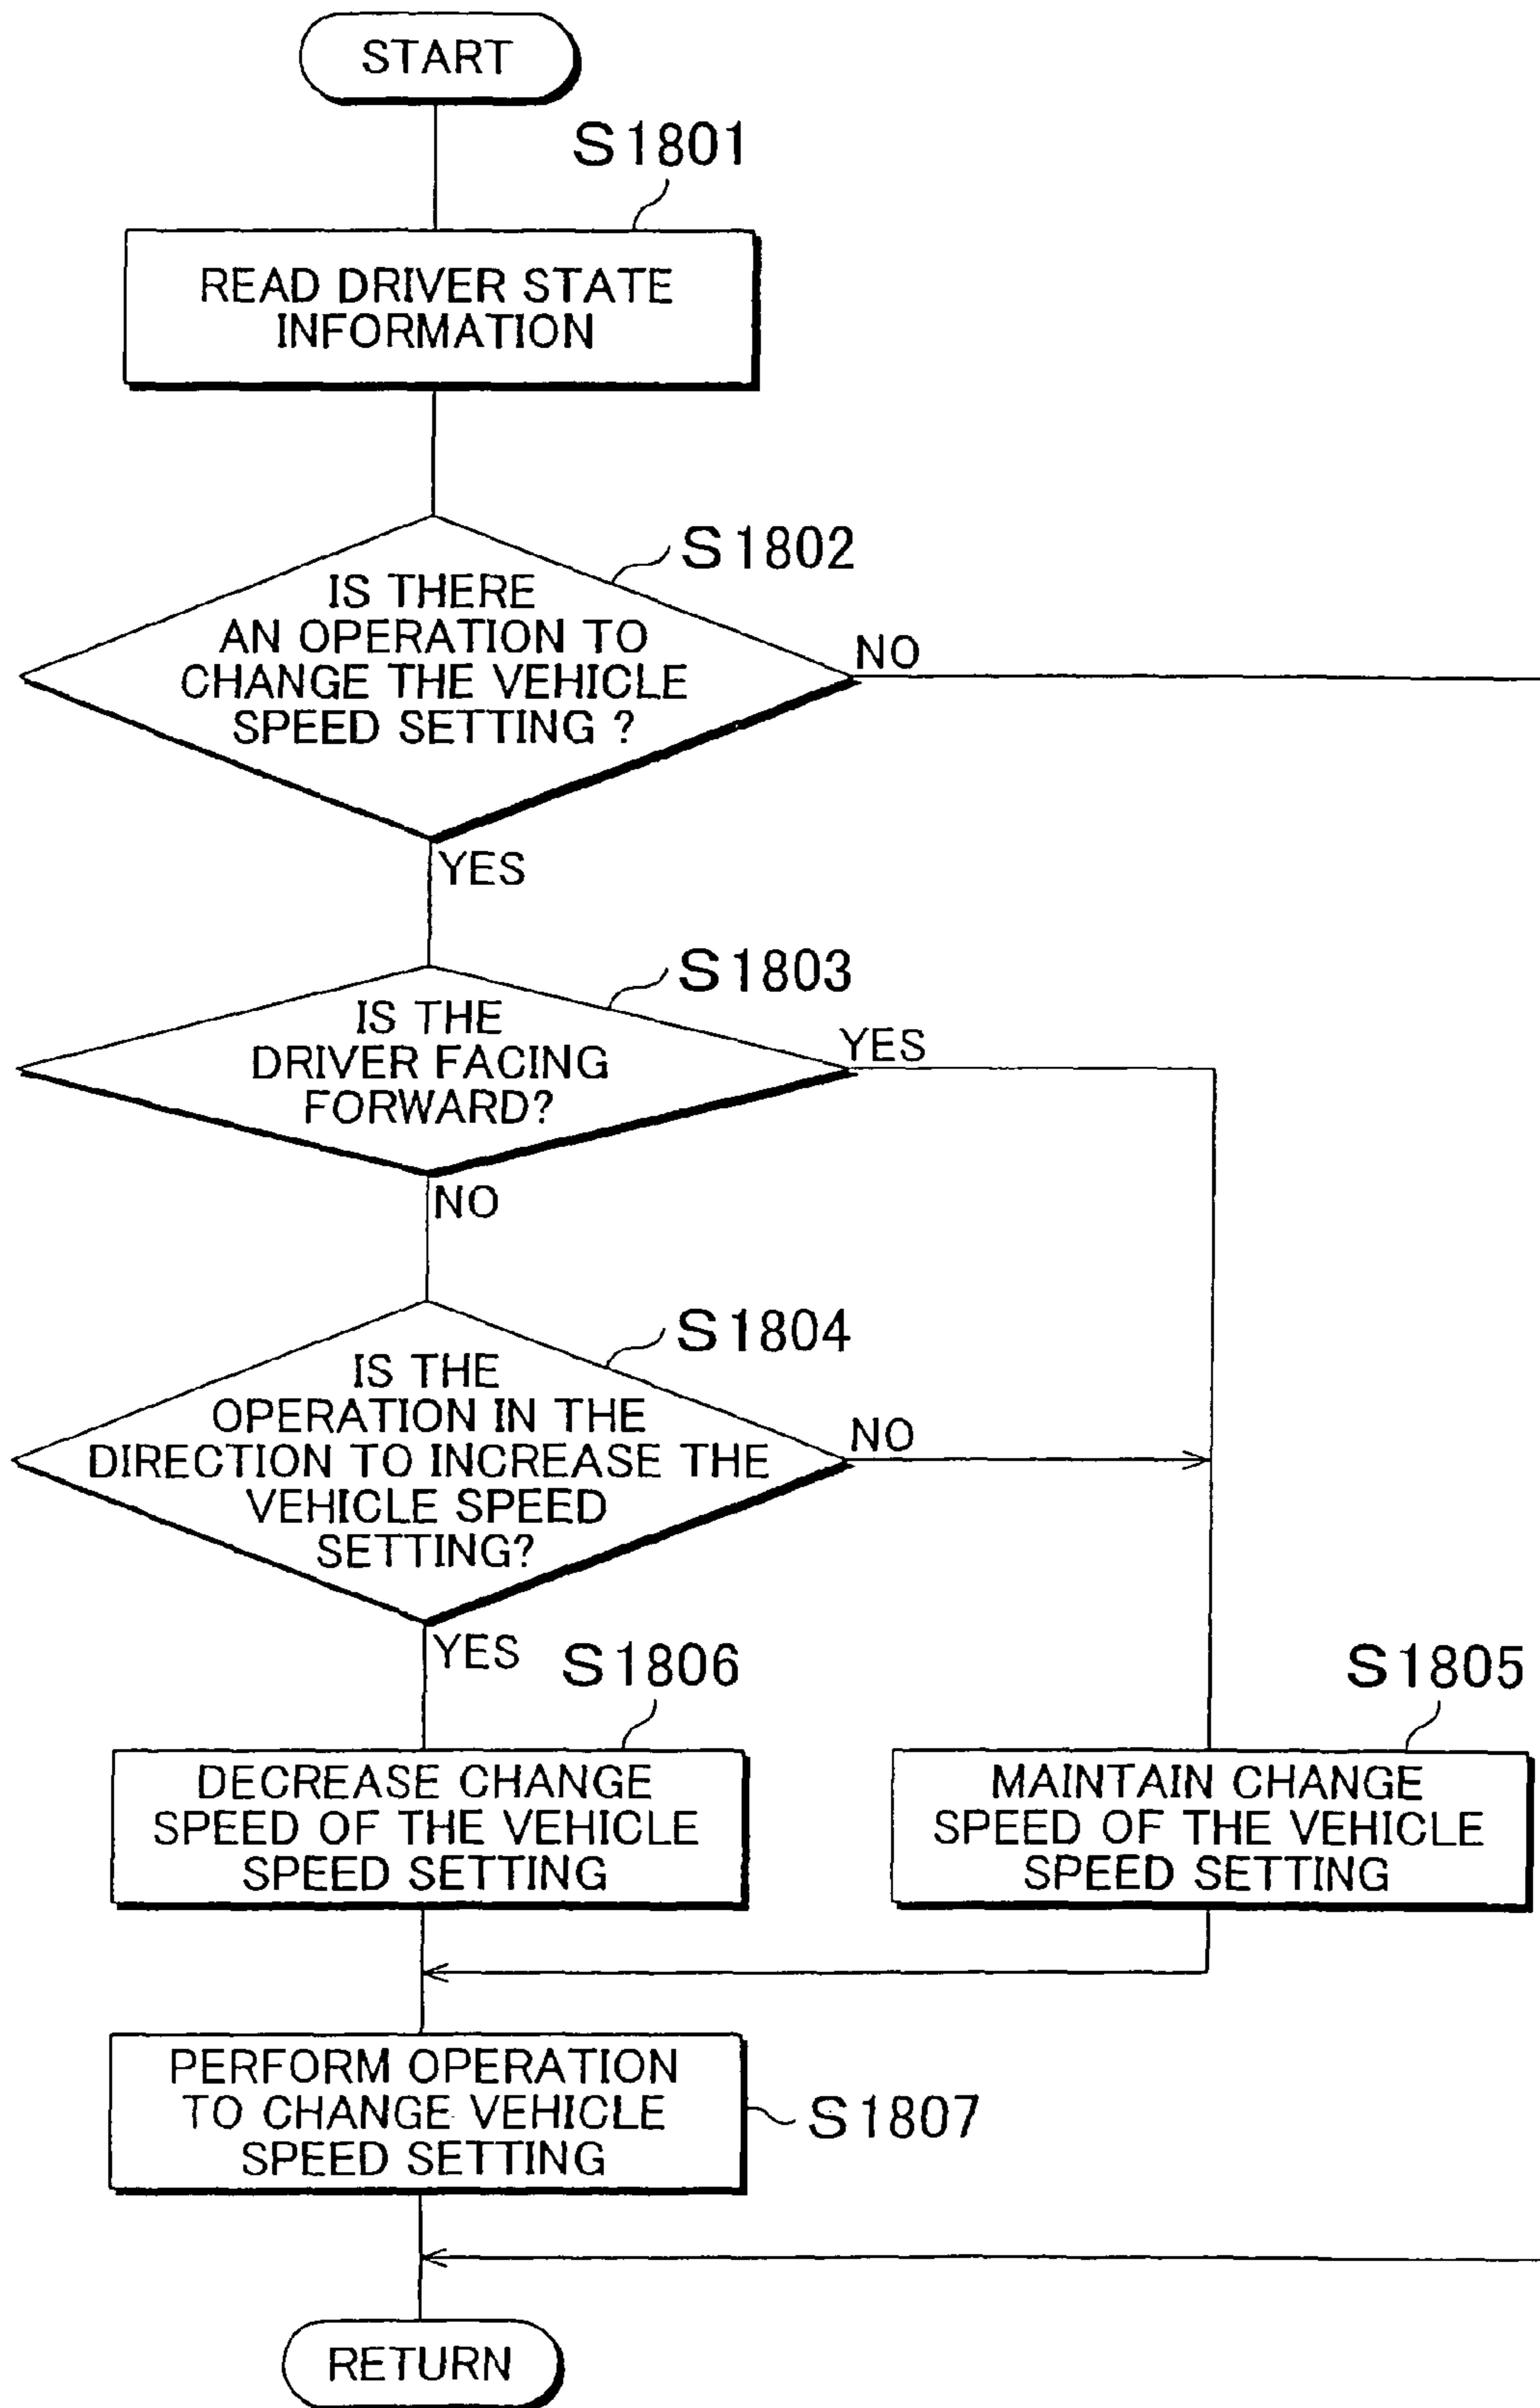 START
S1801
READ DRIVER STATE
INFORMATION
S1802
IS THERE
AN OPERATION TO
CHANGE THE VEHICLE
SPEED SETTING ?
NO
YES
S1803
IS THE
DRIVER FACING
FORWARD?
YES
NO
S1804
IS THE
OPERATION IN THE
DIRECTION TO INCREASE THE
VEHICLE SPEED
SETTING?
NO
YES
S1806
DECREASE CHANGE
SPEED OF THE VEHICLE
SPEED SETTING
S1805
MAINTAIN CHANGE
SPEED OF THE VEHICLE
SPEED SETTING
PERFORM OPERATION
TO CHANGE VEHICLE
SPEED SETTING
S1807
RETURN